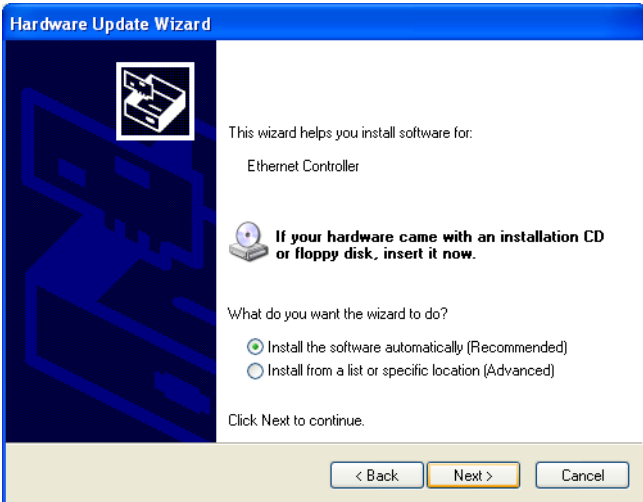 Hardware Update Wizard
This wizard helps you install software for:
Ethernet Controller
If your hardware came with an installation CD
or floppy disk, insert it now.
What do you want the wizard to do?
Install the software automatically (Recommended)
Install from a list or specific location (Advanced)
Click Next to continue.
< Back Next > Cancel